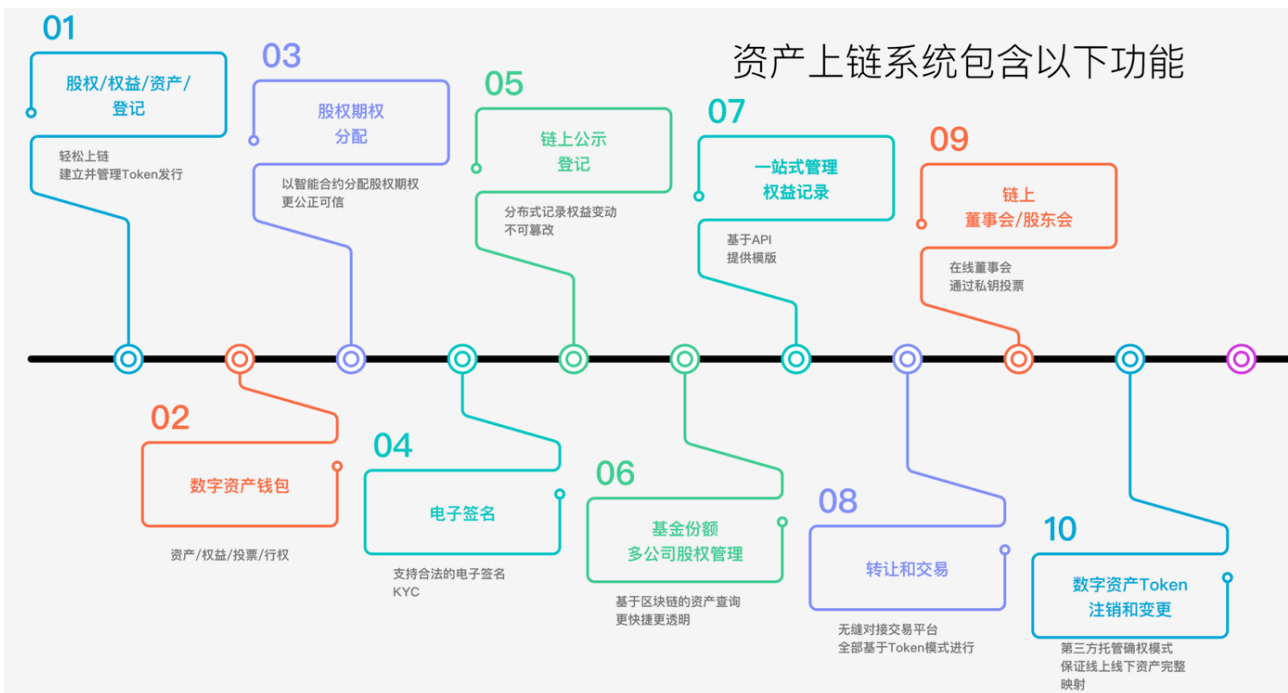 资产上链系统包含以下功能
01
股权/权益/资产/
登记
轻松上链
建立并管理Token发行
02
数字资产钱包
资产/权益/投票/行权
03
股权期权
分配
以智能合约分配股权期权
更公正可信
04
电子签名
支持合法的电子签名
KYC
05
链上公示
登记
分布式记录权益变动
不可篡改
06
基金份额
多公司股权管理
基于区块链的资产查询
更快捷更透明
07
一站式管理
权益记录
基于API
提供模版
08
转让和交易
无缝对接交易平台
全部基于Token模式进行
09
链上
董事会/股东会
在线董事会
通过私钥投票
10
数字资产Token
注销和变更
第三方托管确权模式
保证线上线下资产完整
映射